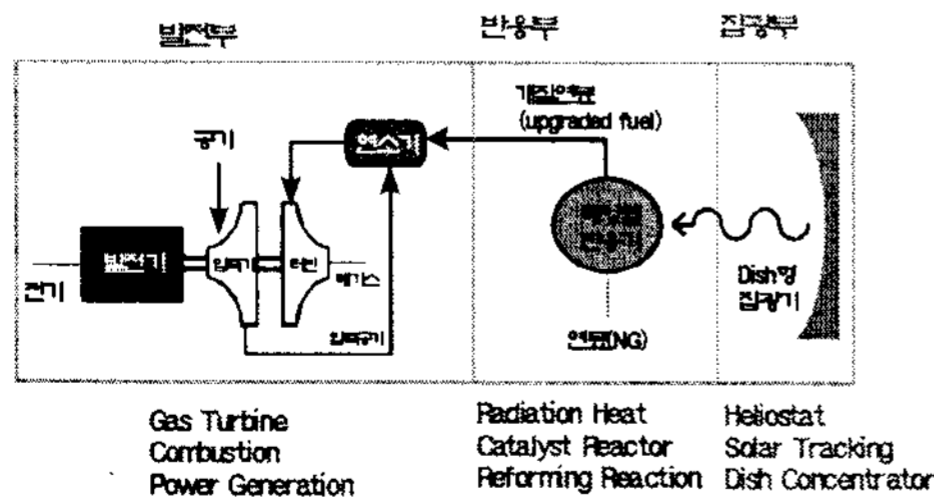 발전부
반응부
집광부
개질연료
(upgraded fuel)
연소기
공기
발전기
압축기
터빈
배가스
전기
압축공기
반응기
연료(NG)
Dish형
집광기
Gas Turbine
Combustion
Power Generation
Radiation Heat
Catalyst Reactor
Reforming Reaction
Heliostat
Solar Tracking
Dish Concentrator